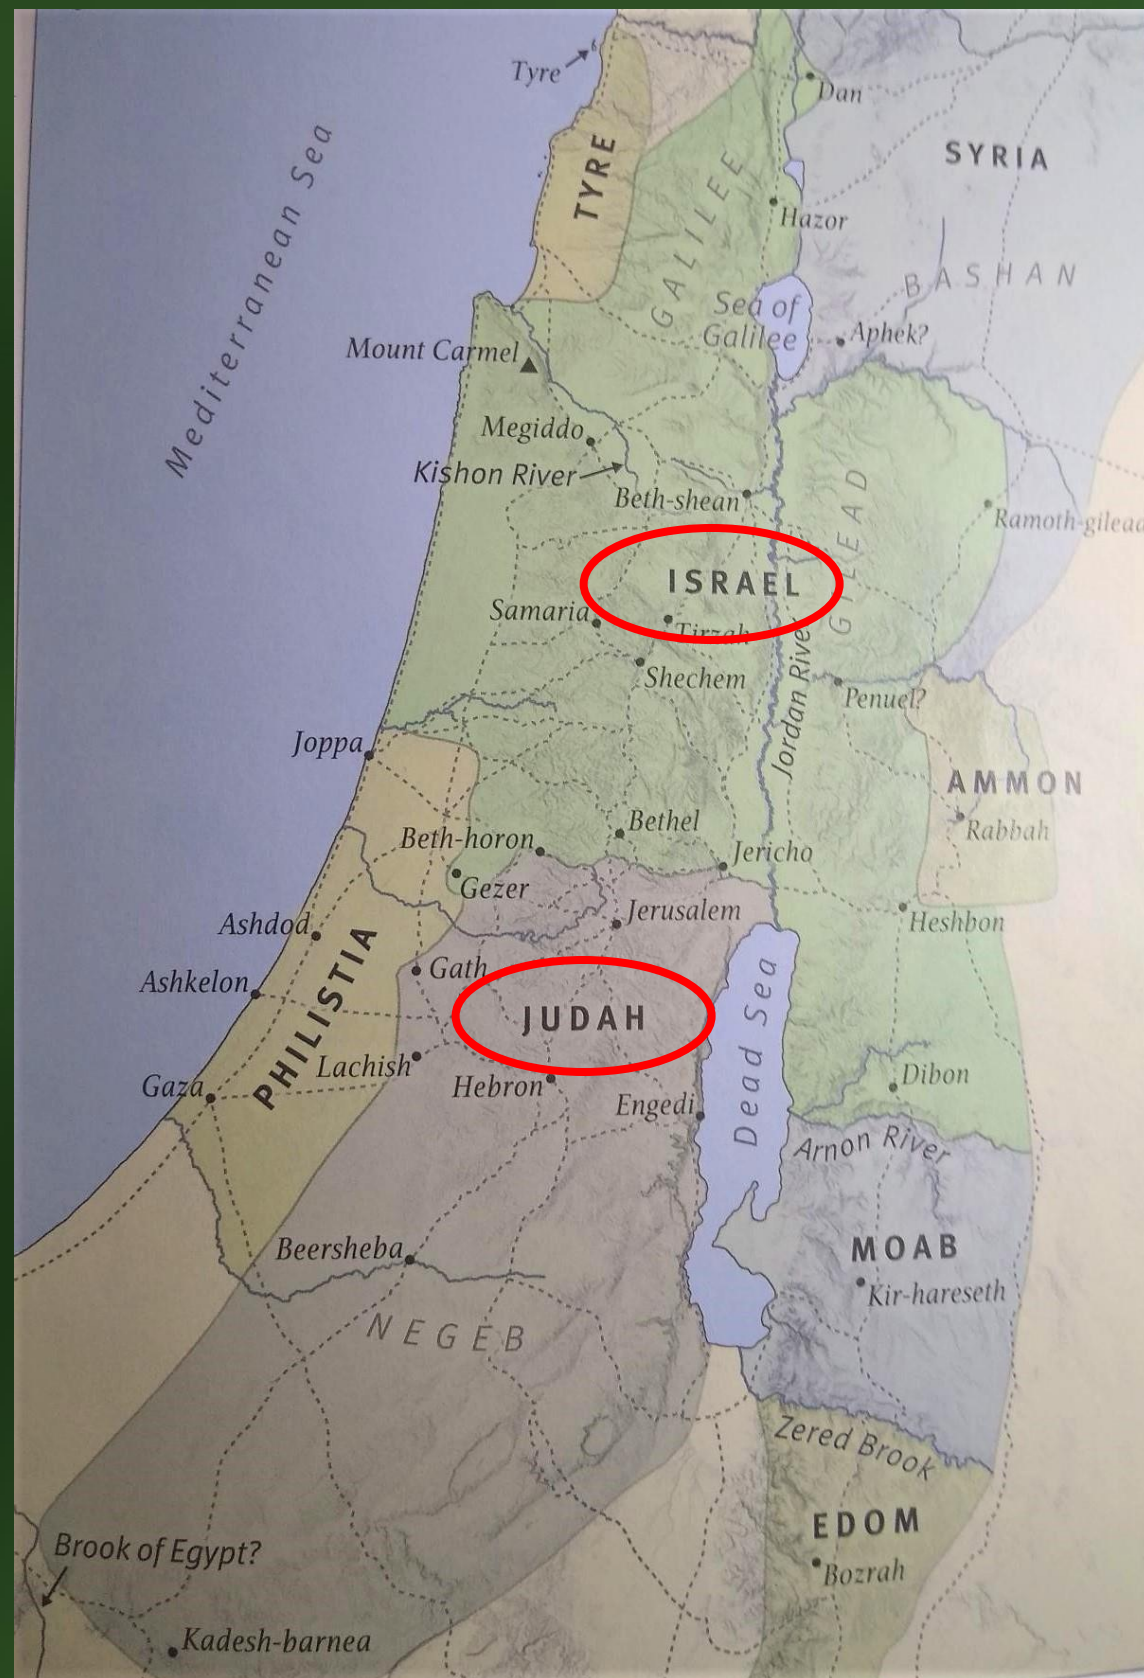 Tyre
Dan
TYRE
SYRIA
Mediterranean Sea
GALILEE
Hazor
BASHAN
Sea of
Galilee
Aphek?
Mount Carmel
Megiddo
Kishon River
Beth-shean
GILEAD
Ramoth-gilead
ISRAEL
Samaria
Tirzah
Shechem
Jordan River
Penuel?
Joppa
AMMON
Rabbah
Bethel
Beth-horon
Jericho
Gezer
Jerusalem
Heshbon
Ashdod
PHILISTIA
Gath
Ashkelon
JUDAH
Dead Sea
Lachish
Hebron
Gaza
Engedi
Dibon
Arnon River
Beersheba
MOAB
Kir-hareseth
NEGEB
Zered Brook
EDOM
Brook of Egypt?
Bozrah
Kadesh-barnea